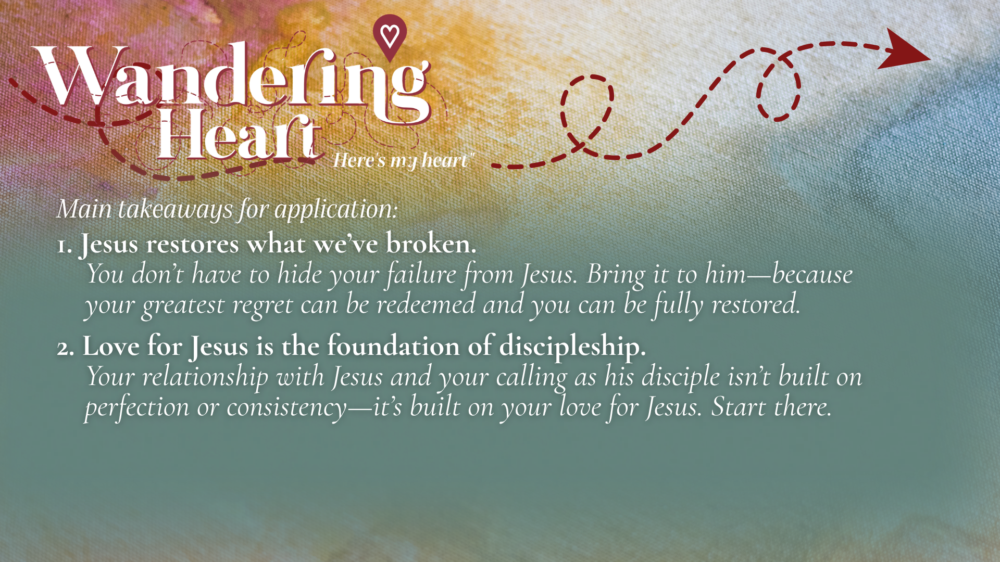 Wandering
Heart
"Here's my heart"
Main takeaways for application:
1. Jesus restores what we’ve broken.
You don’t have to hide your failure from Jesus. Bring it to him—because
your greatest regret can be redeemed and you can be fully restored.
2. Love for Jesus is the foundation of discipleship.
Your relationship with Jesus and your calling as his disciple isn’t built on
perfection or consistency—it’s built on your love for Jesus. Start there.